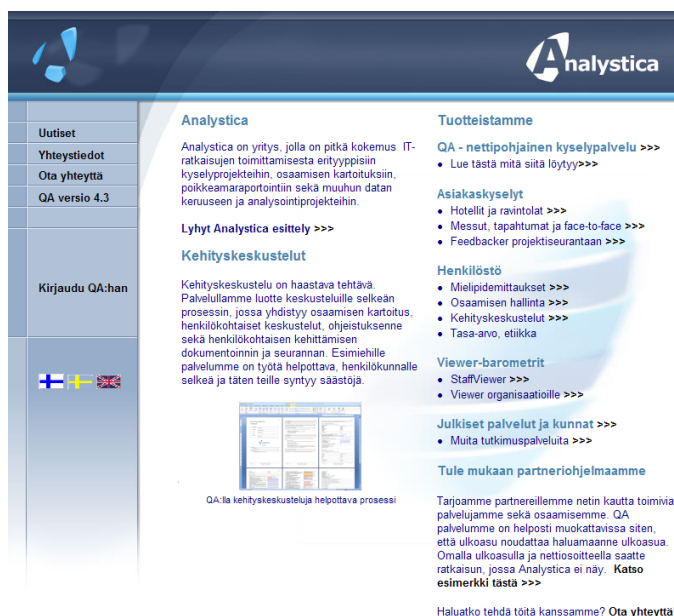 Analystica
Uutiset
Yhteystiedot
Ota yhteyttä
QA versio 4.3
Kirjaudu QA:han
Analystica
Analystica on yritys, jolla on pitkä kokemus IT-
ratkaisujen toimittamisesta erityyppisiin
kyselyprojekteihin, osaamisen kartoituksiin,
poikkeamaraportointiin sekä muuhun datan
keruuseen ja analysointiprojekteihin.
Lyhyt Analystica esittely >>>
Kehityskeskustelut
Kehityskeskustelu on haastava tehtävä.
Palvelullamme luotte keskusteluille selkeän
prosessin, jossa yhdistyy osaamisen kartoitus,
henkilökohtaiset keskustelut, ohjeistuksenne
sekä henkilökohtaisen kehittämisen
dokumentoinnin ja seurannan. Esimiehille
palvelumme on työtä helpottava, henkilökunnalle
selkeä ja täten teille syntyy säästöjä.
QA:lla kehityskeskusteluja helpottava prosessi
Tuotteistamme
QA - nettipohjainen kyselypalvelu >>>
• Lue tästä mitä siitä löytyy>>>
Asiakaskyselyt
• Hotellit ja ravintolat >>>
• Messut, tapahtumat ja face-to-face >>>
• Feedbacker projektiseurantaan >>>
Henkilöstö
• Mielipidemittaukset >>>
• Osaamisen hallinta >>>
• Kehityskeskustelut >>>
• Tasa-arvo, etiikka
Viewer-barometrit
• StaffViewer >>>
• Viewer organisaatioille >>>
Julkiset palvelut ja kunnat >>>
• Muita tutkimuspalveluita >>>
Tule mukaan partneriohjelmaamme
Tarjoamme partnereillemme netin kautta toimivia
palvelujamme sekä osaamisemme. QA
palvelumme on helposti muokattavissa siten,
että ulkoasu noudattaa haluamaanne ulkoasua.
Omalla ulkoasulla ja nettiosoitteella saatte
ratkaisun, jossa Analystica ei näy. Katso
esimerkki tästä >>>
Haluatko tehdä töitä kanssamme? Ota yhteyttä